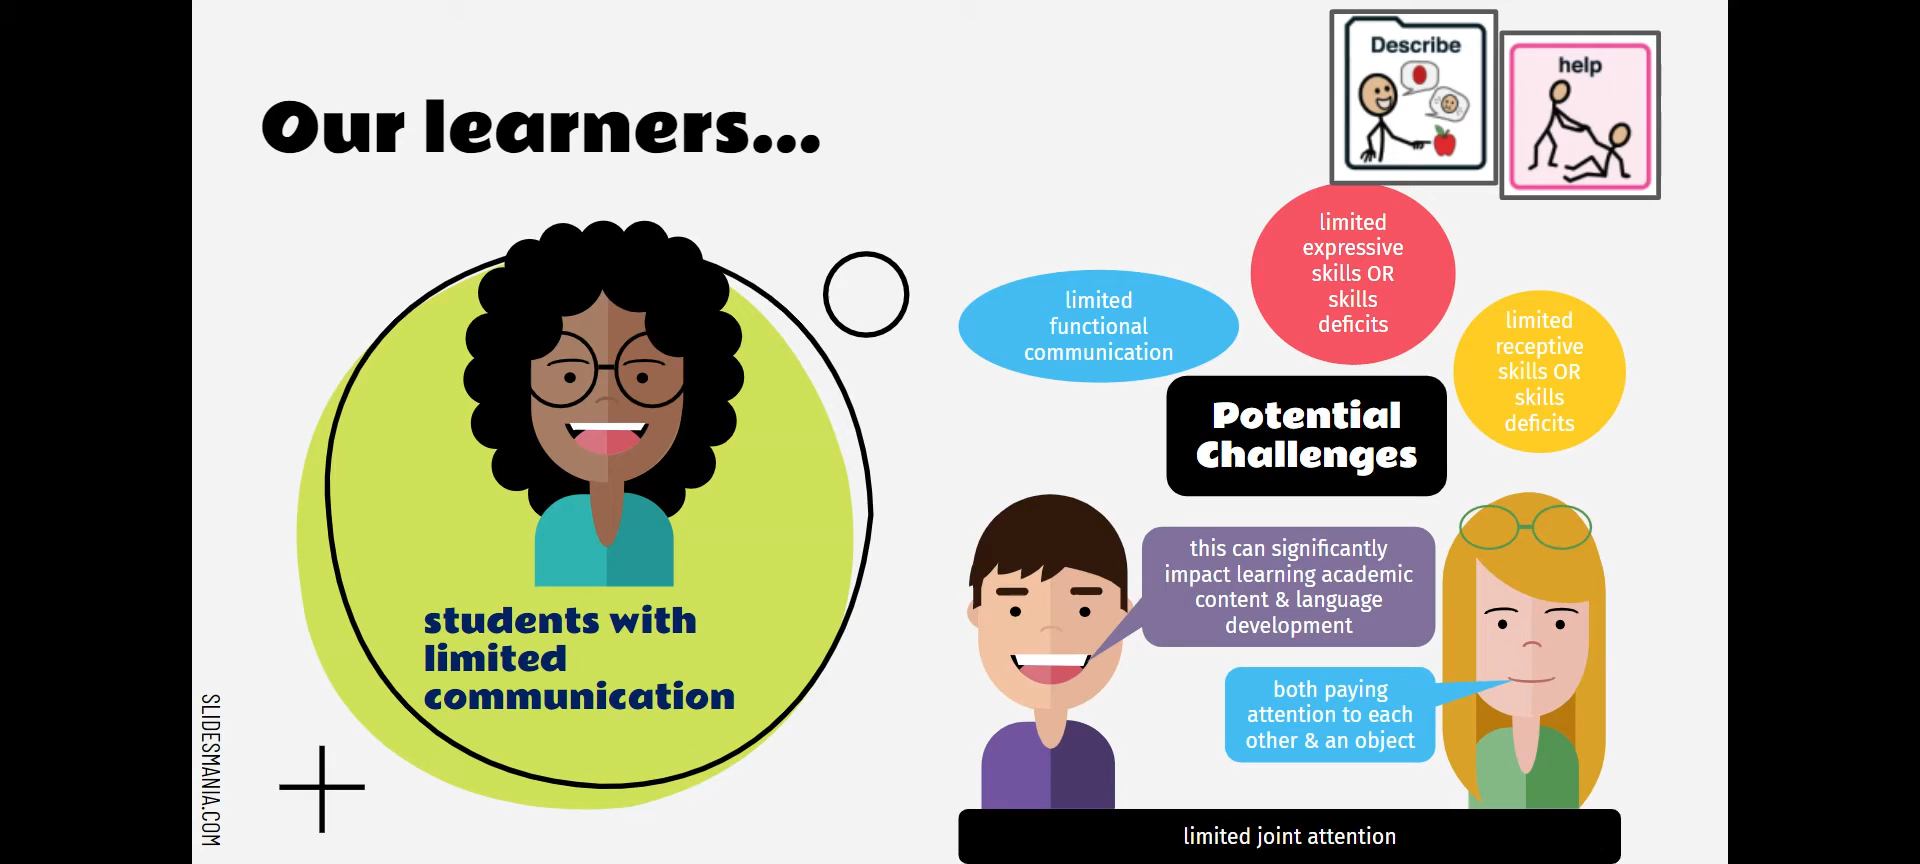 Our learners...
Describe
help
students with
limited
communication
limited
functional
communication
limited
expressive
skills OR
skills
deficits
limited
receptive
skills OR
skills
deficits
Potential
Challenges
this can significantly
impact learning academic
content & language
development
both paying
attention to each
other & an object
limited joint attention
SLIDESMANIA.COM